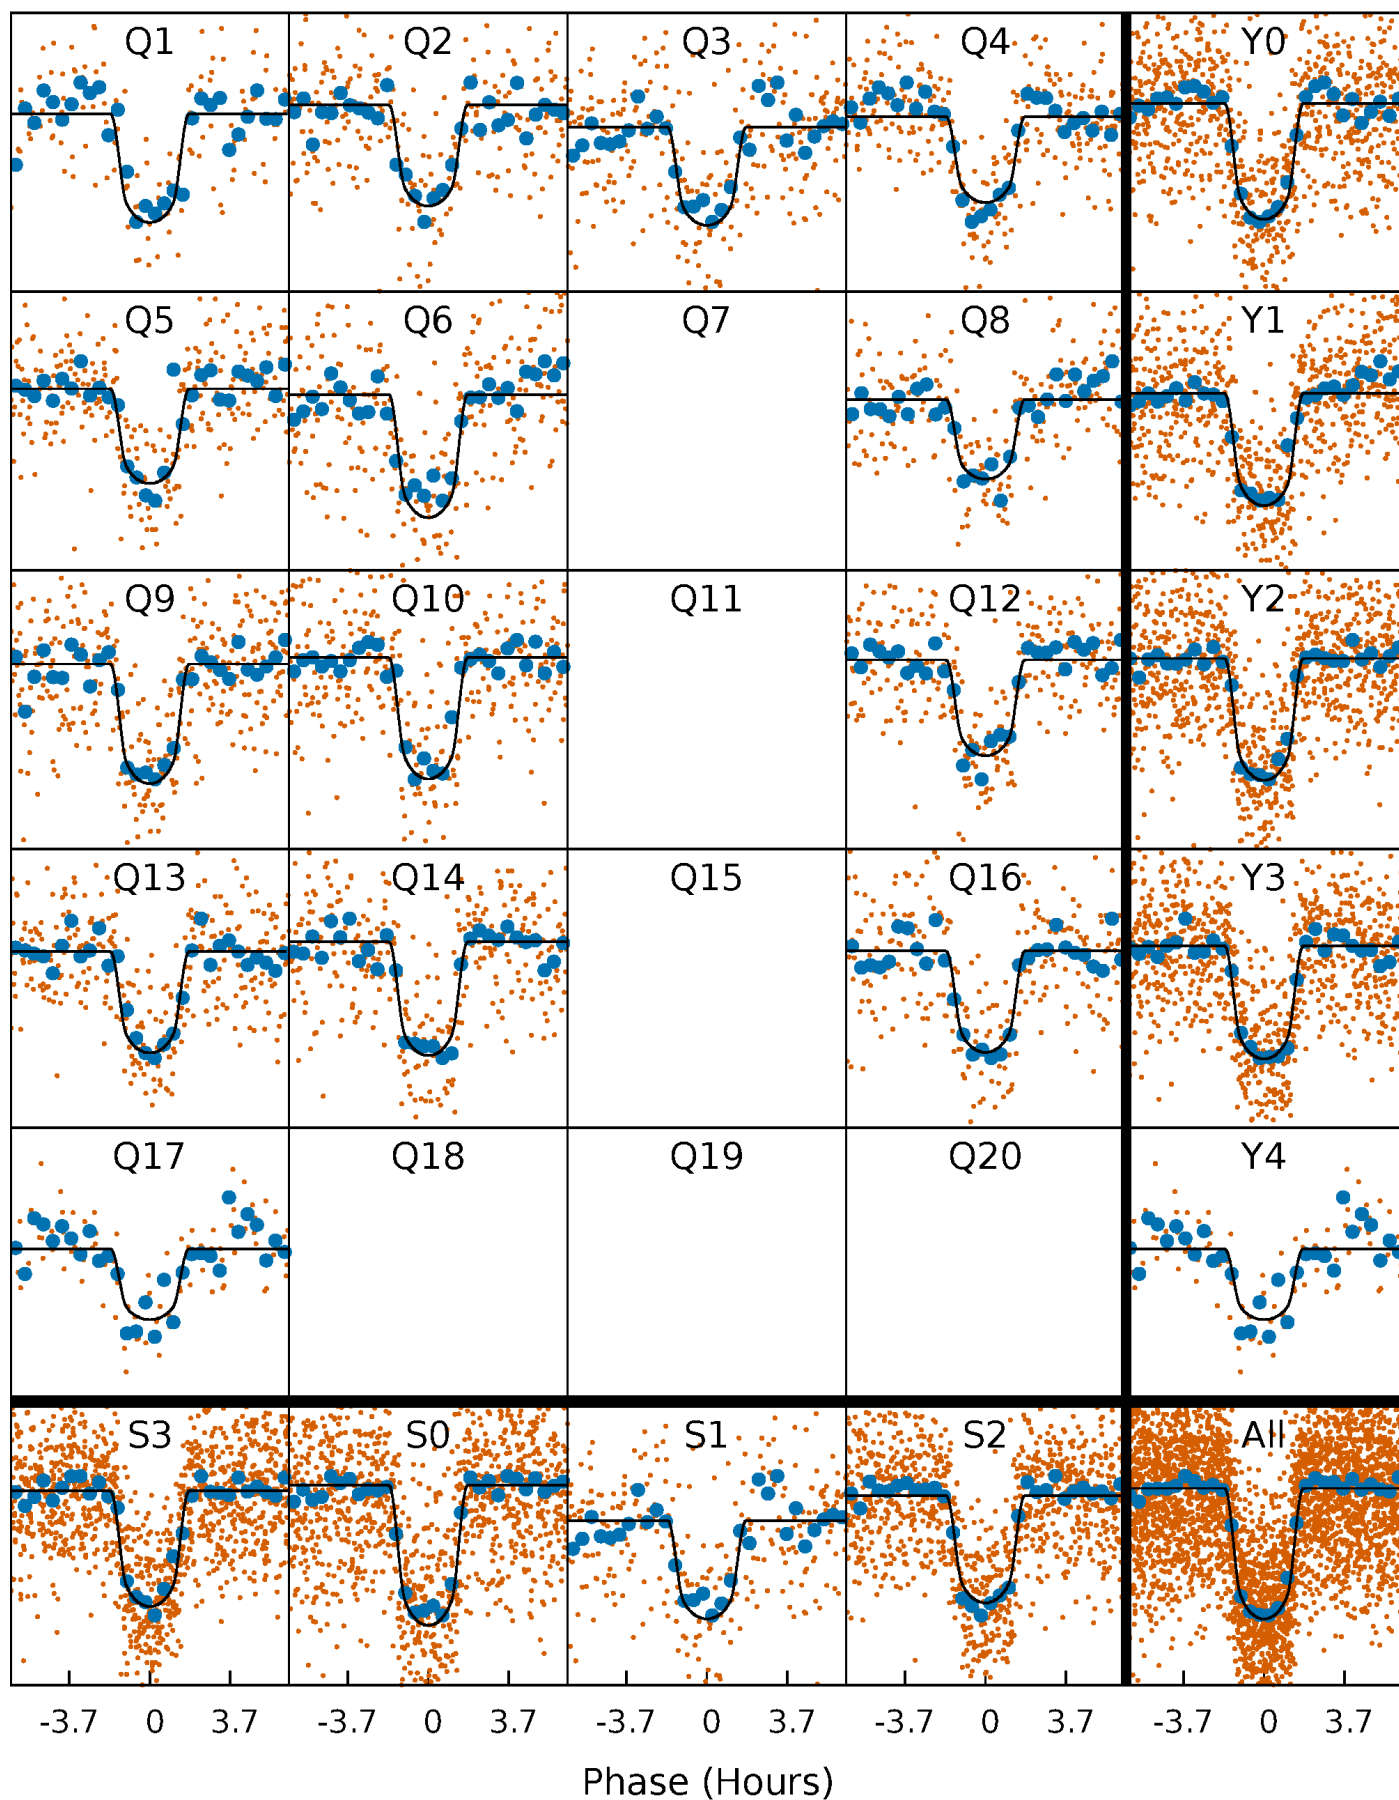 Q1 Q2 Q3 Q4 Y0
Q5 Q6 Q7 Q8 Y1
Q9 Q10 Q11 Q12 Y2
Q13 Q14 Q15 Q16 Y3
Q17 Q18 Q19 Q20 Y4
S3 S0 S1 S2 All
-3.7 0 3.7 -3.7 0 3.7 -3.7 0 3.7 -3.7 0 3.7 -3.7 0 3.7
Phase (Hours)